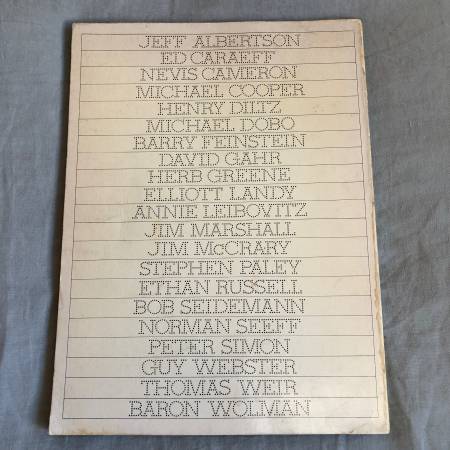 JEFF ALBERTSON
ED CARAEFF
NEVIS CAMERON
MICHAEL COOPER
HENRY DILTZ
MICHAEL DOBO
BARRY FEINSTEIN
DAVID GAHR
HERB GREENE
ELLIOTT LANDY
ANNIE LEIBOVITZ
JIM MARSHALL
JIM McCRARY
STEPHEN PALEY
ETHAN RUSSELL
BOB SEIDEMANN
NORMAN SEEFF
PETER SIMON
GUY WEBSTER
THOMAS WEIR
BARON WOLMAN